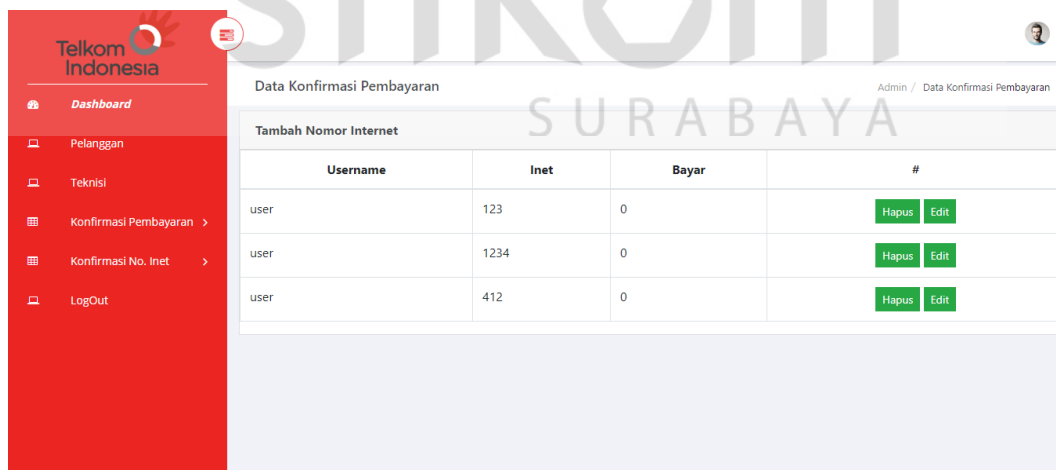 Telkom
Indonesia
Dashboard
Pelanggan
Teknisi
Konfirmasi Pembayaran >
Konfirmasi No. Inet >
LogOut
Data Konfirmasi Pembayaran
Admin / Data Konfirmasi Pembayaran
SURABAYA
Tambah Nomor Internet
Username Inet Bayar #
user 123 0 Hapus Edit
user 1234 0 Hapus Edit
user 412 0 Hapus Edit